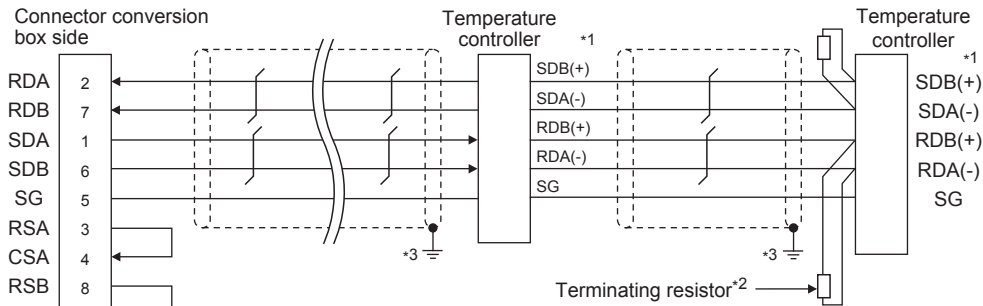 Connector conversion
box side
Temperature
controller *1
Temperature
controller
*1
RDA 2 SDB(+) SDB(+)
RDB 7 SDA(-) SDA(-)
SDA 1 RDB(+) RDB(+)
SDB 6 RDA(-) RDA(-)
SG 5 SG SG
RSA 3
CSA 4 *3 *3
RSB 8 Terminating resistor*2